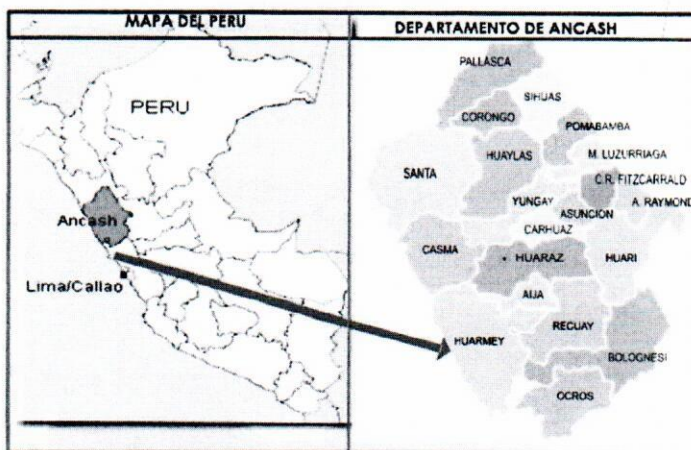 MAPA DEL PERU
DEPARTAMENTO DE ANCASH
PERU
Ancash
Lima/Callao
PALLASCA
SIHUAS
CORONGO
POMABAMBA
HUAYLAS
M. LUZURRIAGA
SANTA
C.R. FITZCARRALD
YUNGAY
A. RAYMOND
ASUNCION
CARHUAZ
CASMA
HUARAZ
HUARI
AIJA
HUARMEY
RECUAY
BOLOGNESI
OCROS